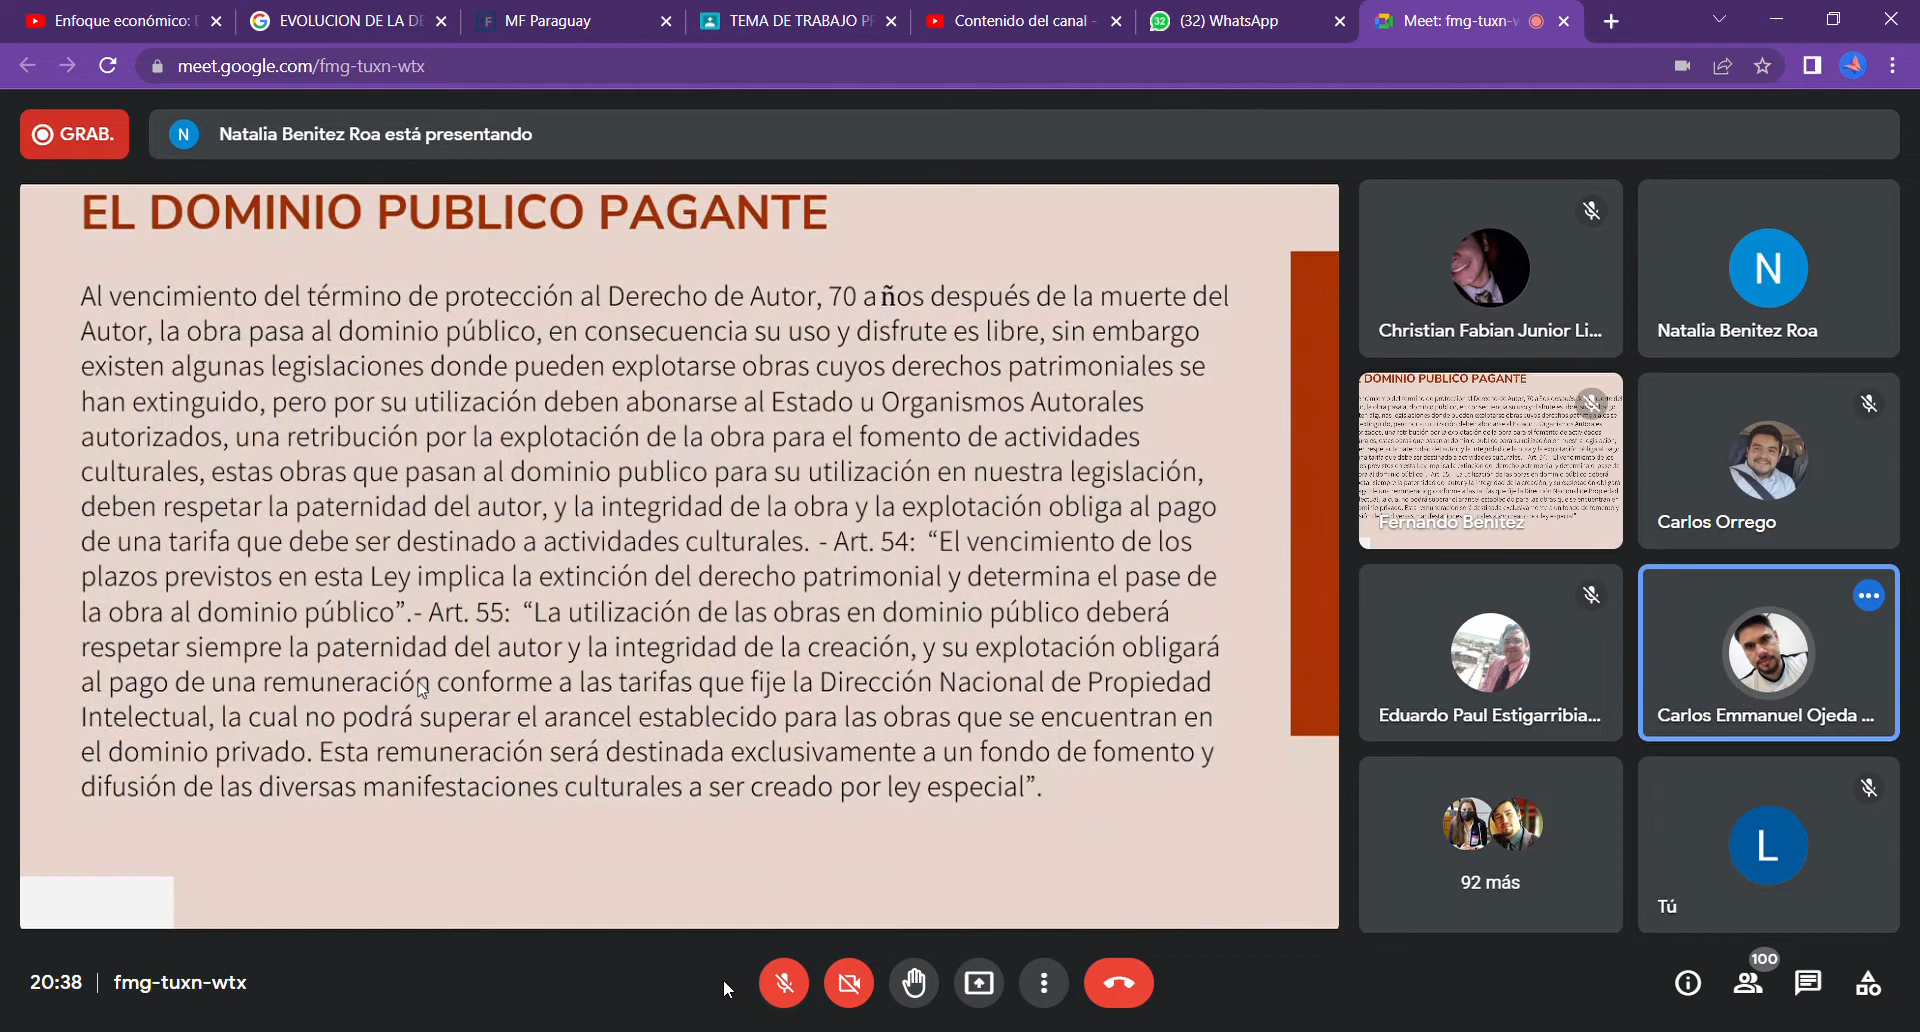 Enfoque económico:
EVOLUCION DE LA DE
MF Paraguay
TEMA DE TRABAJO P
Contenido del canal -
(32) WhatsApp
Meet: fmg-tuxn-w
meet.google.com/fmg-tuxn-wtx
GRAB.
N
Natalia Benitez Roa está presentando
EL DOMINIO PUBLICO PAGANTE
Al vencimiento del término de protección al Derecho de Autor, 70 años después de la muerte del
Autor, la obra pasa al dominio público, en consecuencia su uso y disfrute es libre, sin embargo
existen algunas legislaciones donde pueden explotarse obras cuyos derechos patrimoniales se
han extinguido, pero por su utilización deben abonarse al Estado u Organismos Autorales
autorizados, una retribución por la explotación de la obra para el fomento de actividades
culturales, estas obras que pasan al dominio publico para su utilización en nuestra legislación,
deben respetar la paternidad del autor, y la integridad de la obra y la explotación obliga al pago
de una tarifa que debe ser destinado a actividades culturales. - Art. 54: “El vencimiento de los
plazos previstos en esta Ley implica la extinción del derecho patrimonial y determina el pase de
la obra al dominio público”.- Art. 55: “La utilización de las obras en dominio público deberá
respetar siempre la paternidad del autor y la integridad de la creación, y su explotación obligará
al pago de una remuneración conforme a las tarifas que fije la Dirección Nacional de Propiedad
Intelectual, la cual no podrá superar el arancel establecido para las obras que se encuentran en
el dominio privado. Esta remuneración será destinada exclusivamente a un fondo de fomento y
difusión de las diversas manifestaciones culturales a ser creado por ley especial”.
Christian Fabian Junior Li...
N
Natalia Benitez Roa
DOMINIO PUBLICO PAGANTE
Fernando Benitez
Carlos Orrego
Eduardo Paul Estigarribia...
Carlos Emmanuel Ojeda ...
92 más
L
Tú
20:38
fmg-tuxn-wtx
100